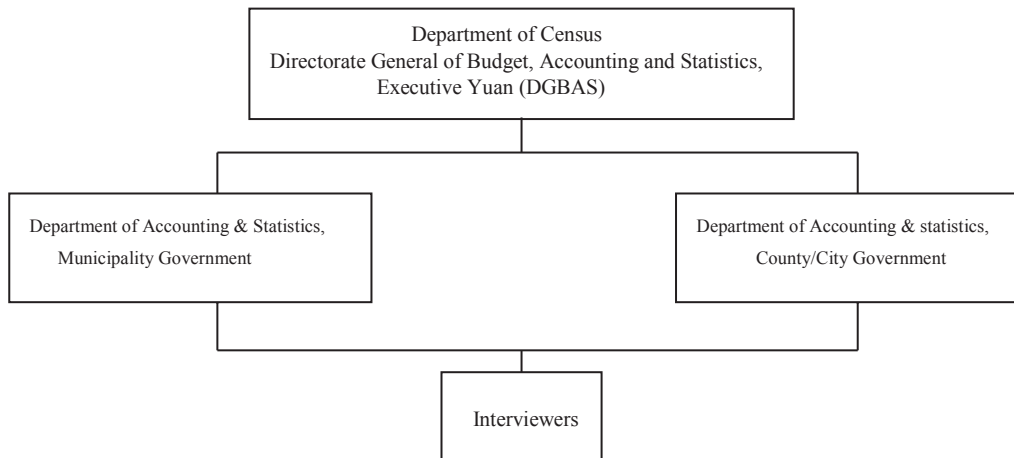 Department of Census
Directorate General of Budget, Accounting and Statistics,
Executive Yuan (DGBAS)
Department of Accounting & Statistics,
Municipality Government
Department of Accounting & statistics,
County/City Government
Interviewers